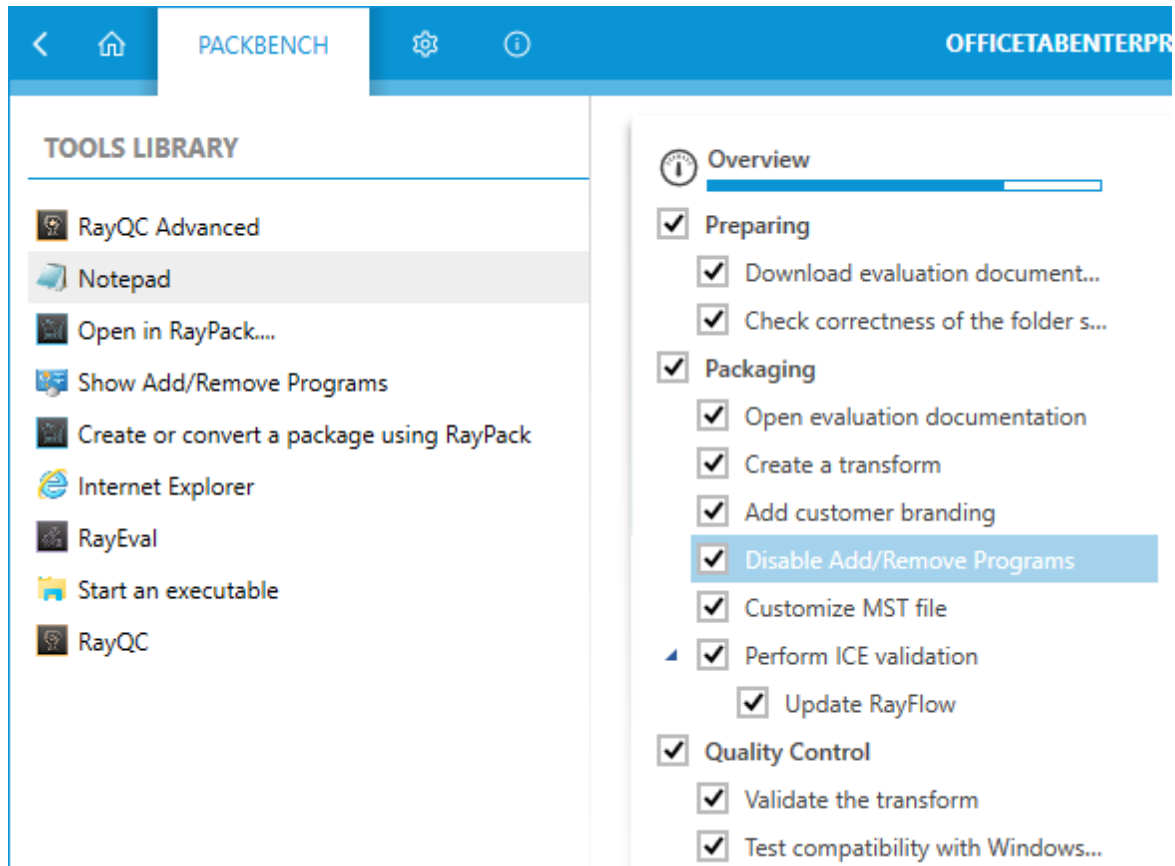 PACKBENCH
OFFICETABENTERPR
TOOLS LIBRARY
RayQC Advanced
Notepad
Open in RayPack....
Show Add/Remove Programs
Create or convert a package using RayPack
Internet Explorer
RayEval
Start an executable
RayQC
Overview
Preparing
Download evaluation document...
Check correctness of the folder s...
Packaging
Open evaluation documentation
Create a transform
Add customer branding
Disable Add/Remove Programs
Customize MST file
Perform ICE validation
Update RayFlow
Quality Control
Validate the transform
Test compatibility with Windows...